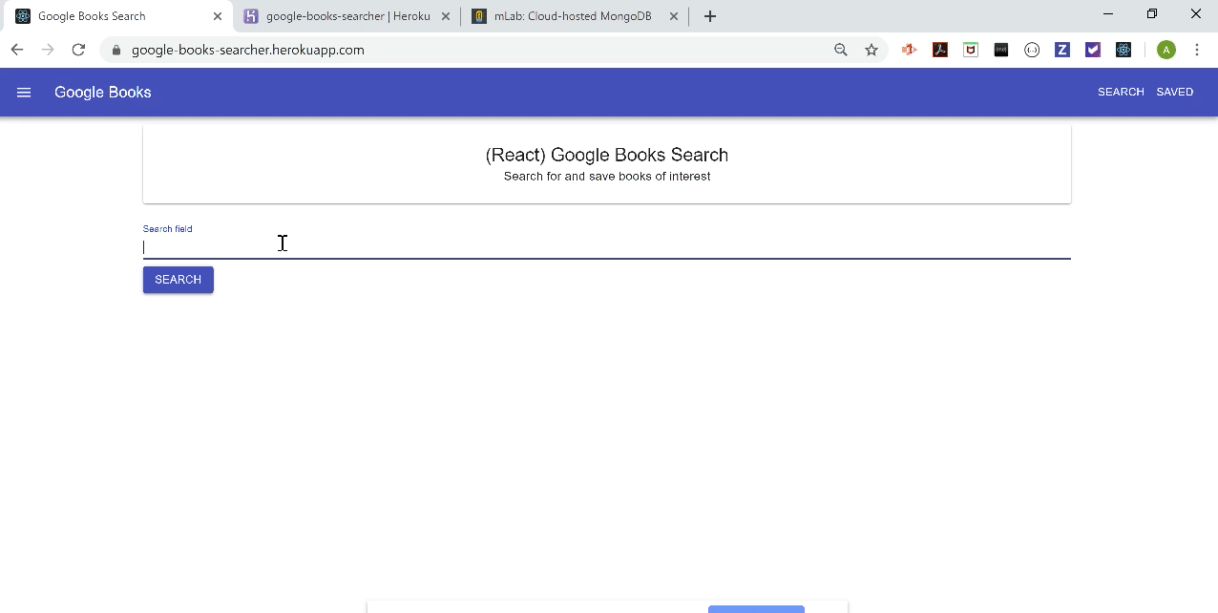 Google Books Search
google-books-searcher | Heroku
mLab: Cloud-hosted MongoDB
google-books-searcher.herokuapp.com
A
Google Books
SEARCH
SAVED
(React) Google Books Search
Search for and save books of interest
Search field
SEARCH